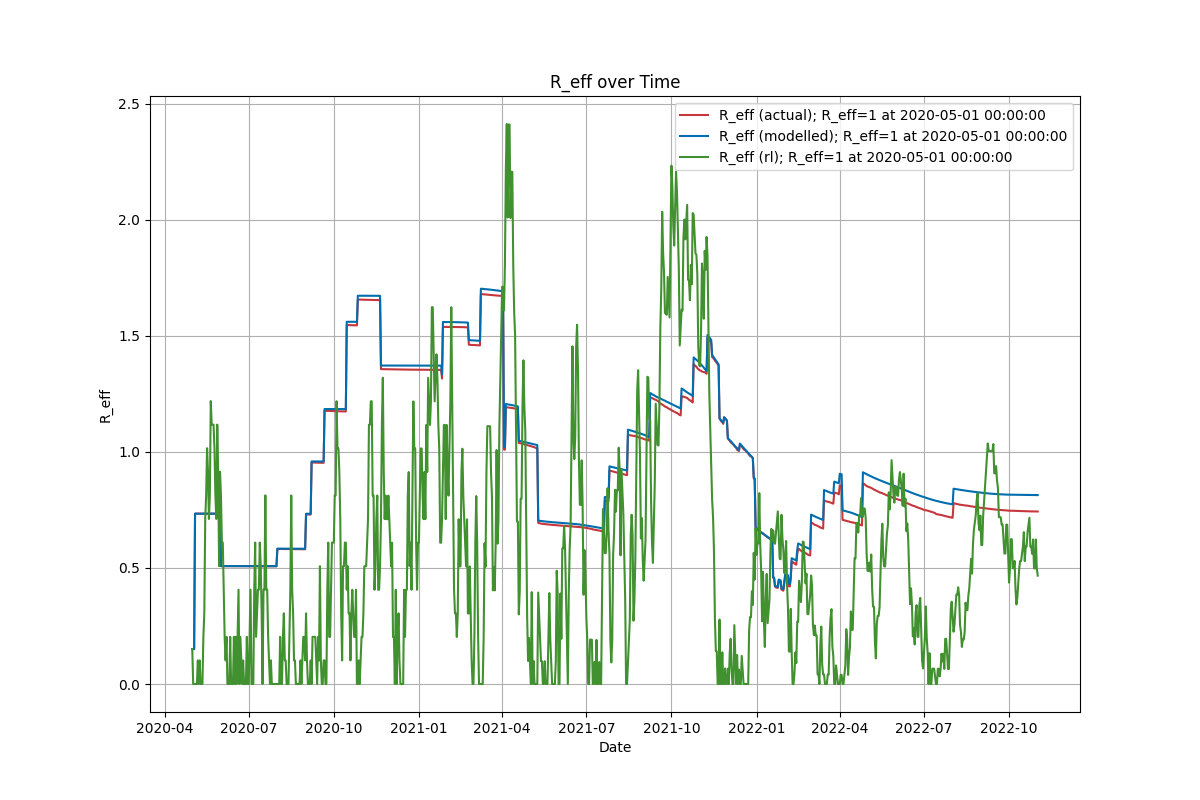 R_eff over Time
2.5
2.0
1.5
1.0
0.5
0.0
R_eff
R_eff (actual); R_eff=1 at 2020-05-01 00:00:00
R_eff (modelled); R_eff=1 at 2020-05-01 00:00:00
R_eff (rl); R_eff=1 at 2020-05-01 00:00:00
2020-04 2020-07 2020-10 2021-01 2021-04 2021-07 2021-10 2022-01 2022-04 2022-07 2022-10
Date